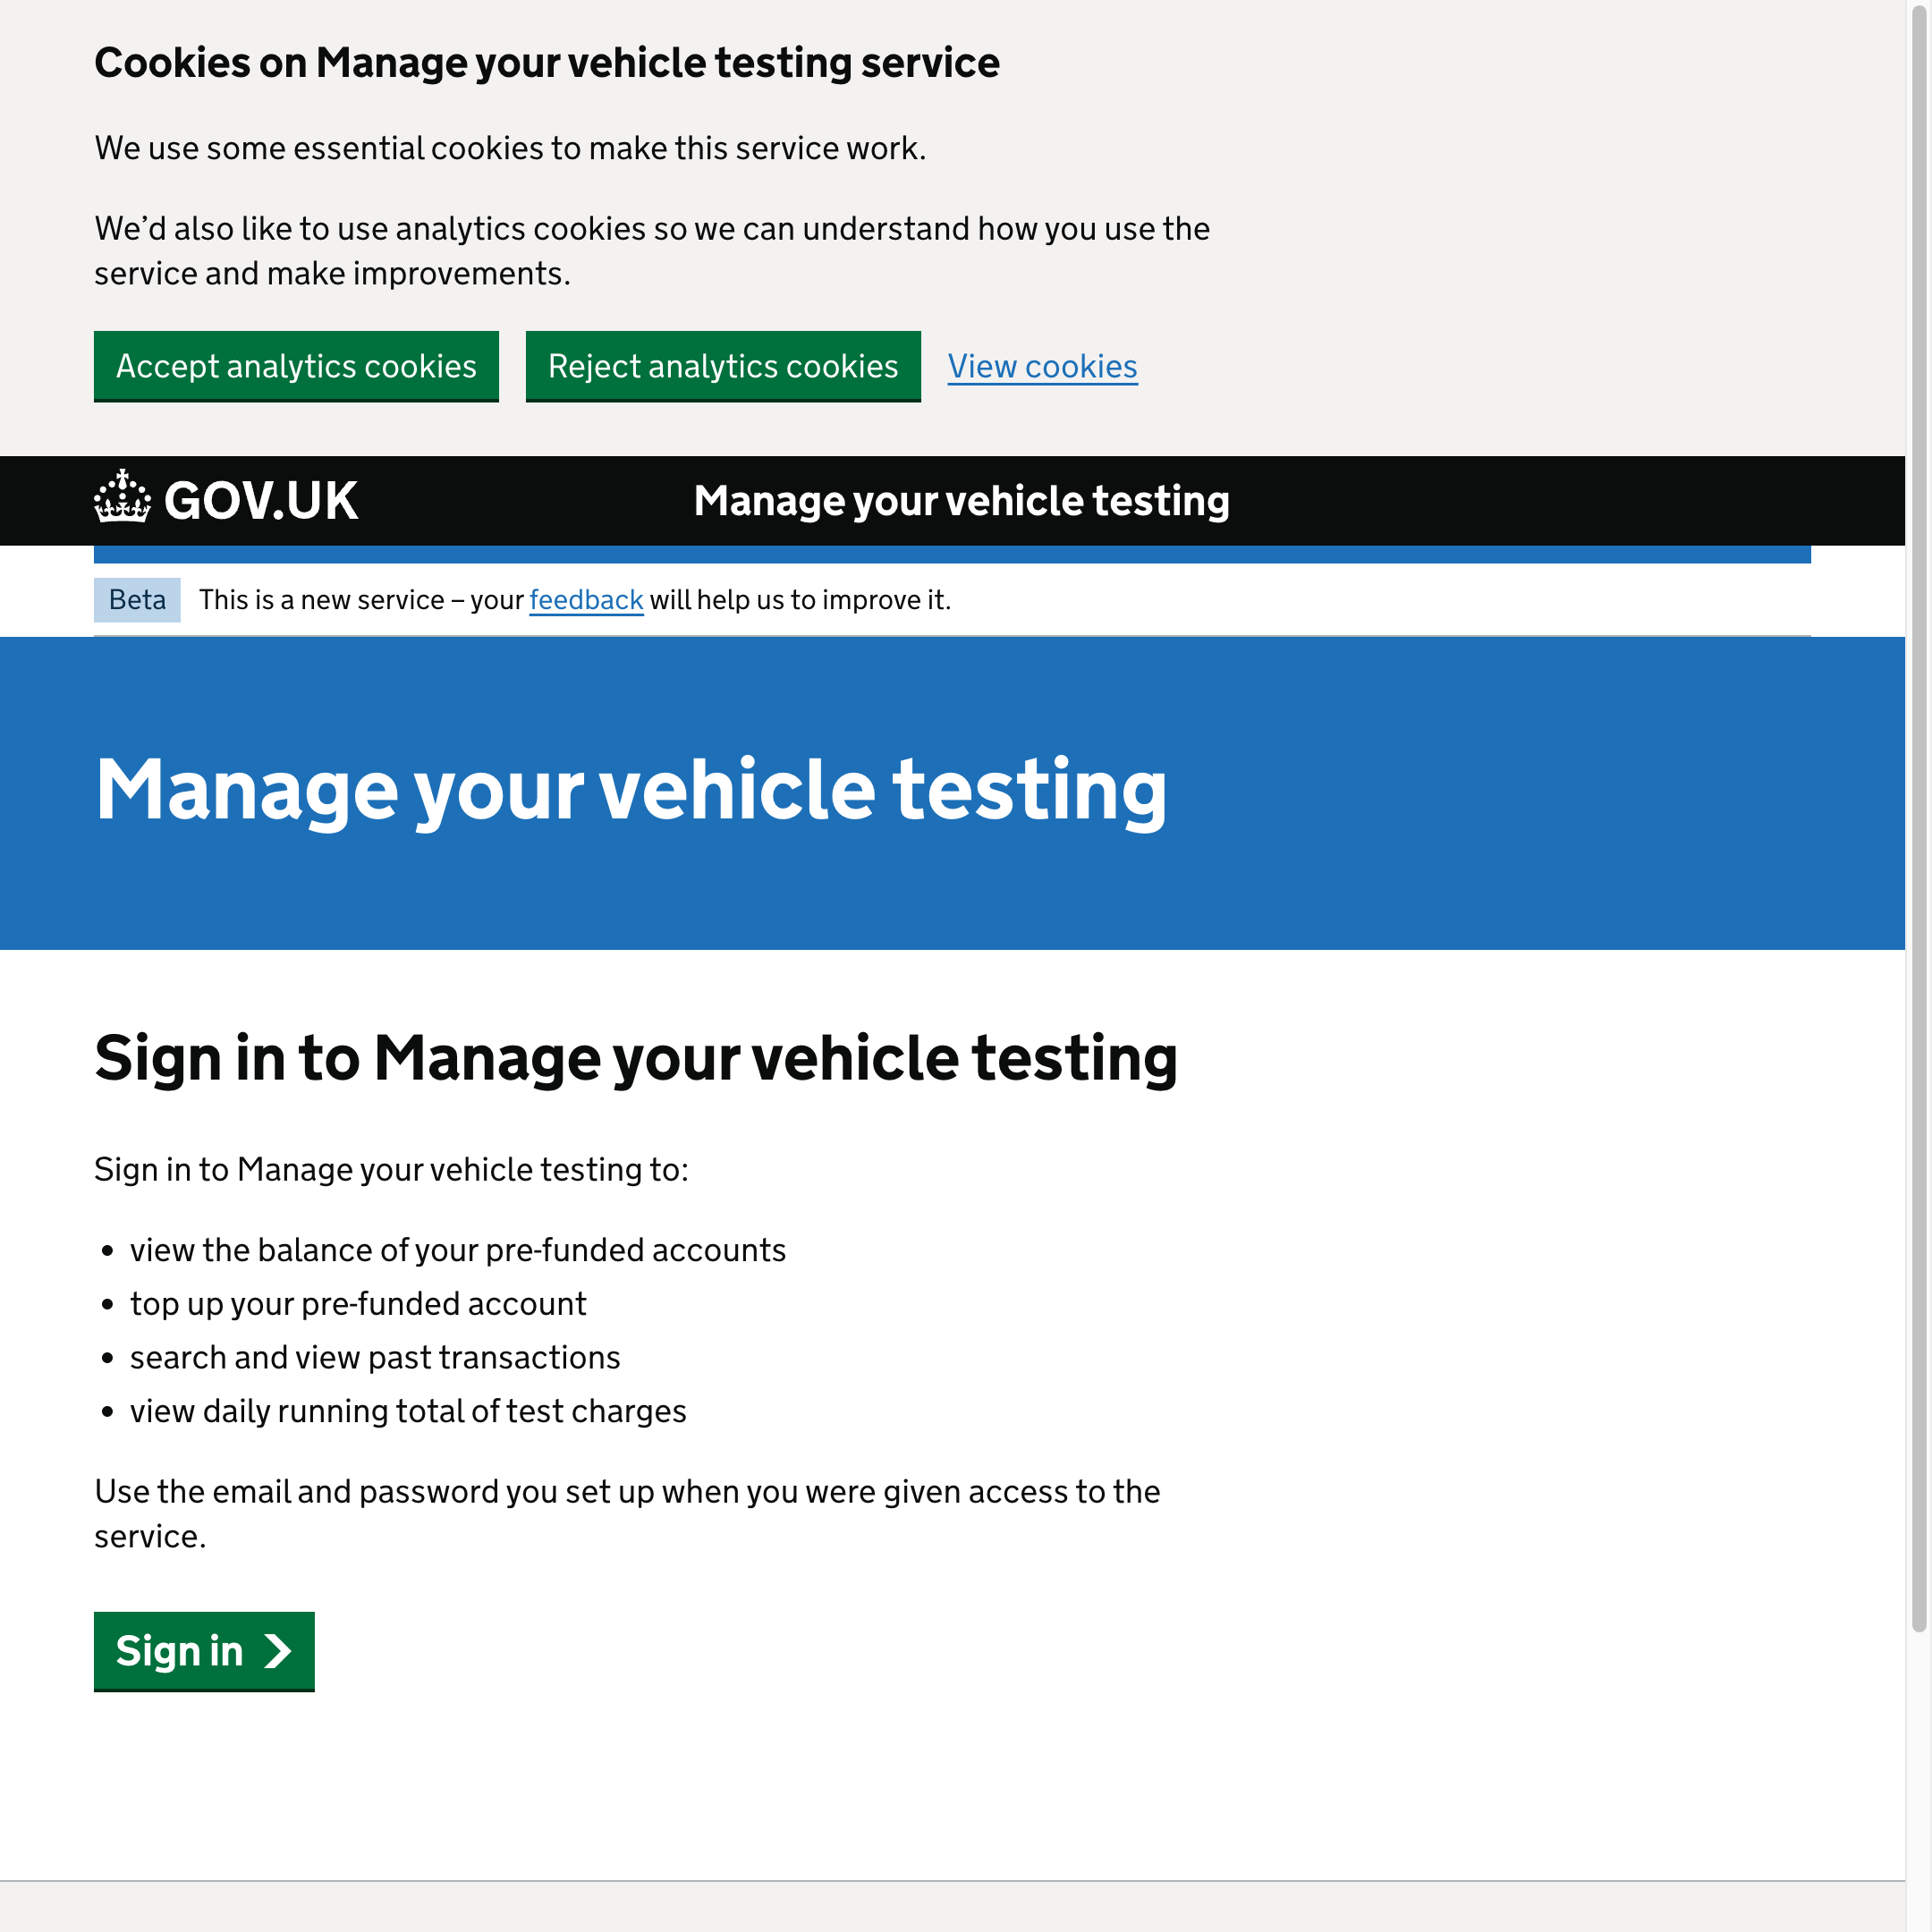 Cookies on Manage your vehicle testing service
We use some essential cookies to make this service work.
We’d also like to use analytics cookies so we can understand how you use the
service and make improvements.
Accept analytics cookies
Reject analytics cookies
View cookies
GOV.UK
Manage your vehicle testing
Beta
This is a new service – your feedback will help us to improve it.
Manage your vehicle testing
Sign in to Manage your vehicle testing
Sign in to Manage your vehicle testing to:
• view the balance of your pre-funded accounts
• top up your pre-funded account
• search and view past transactions
• view daily running total of test charges
Use the email and password you set up when you were given access to the
service.
Sign in